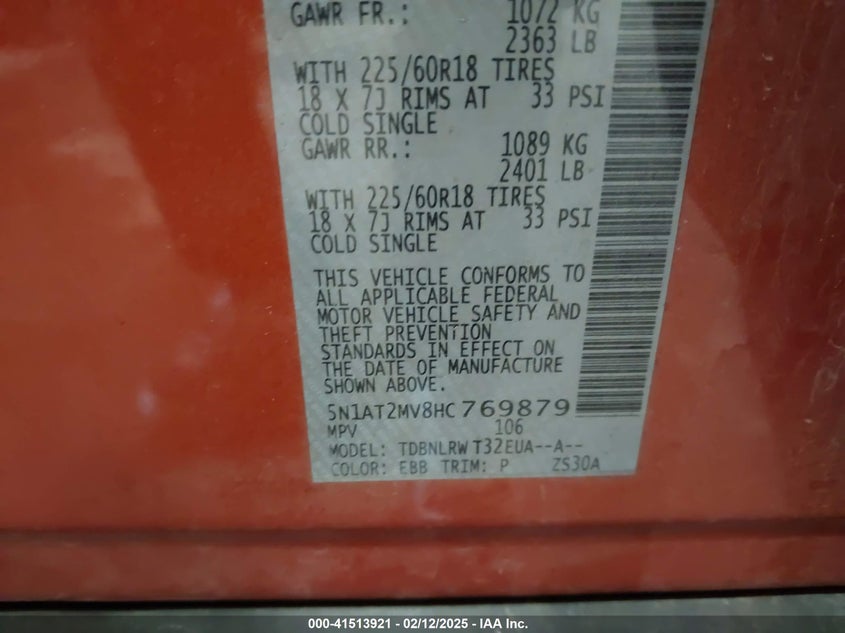 GAWR FR.: 1072 KG
2363 LB
WITH 225/60R18 TIRES
18 X 7J RIMS AT 33 PSI
COLD SINGLE
GAWR RR.: 1089 KG
2401 LB
WITH 225/60R18 TIRES
18 X 7J RIMS AT 33 PSI
COLD SINGLE
THIS VEHICLE CONFORMS TO
ALL APPLICABLE FEDERAL
MOTOR VEHICLE SAFETY AND
THEFT PREVENTION
STANDARDS IN EFFECT ON
THE DATE OF MANUFACTURE
SHOWN ABOVE.
5N1AT2MV8HC769879
MPV 106
MODEL: TDBNLRW T32EUA--A--
COLOR: EBB TRIM: P ZS30A
000-41513921 - 02/12/2025 - IAA Inc.